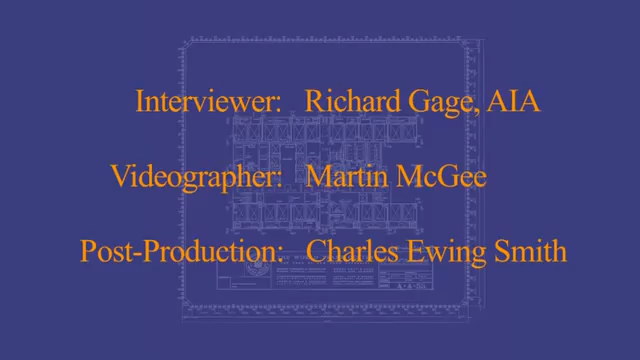 Interviewer: Richard Gage, AIA
Videographer: Martin McGee
Post-Production: Charles Ewing Smith